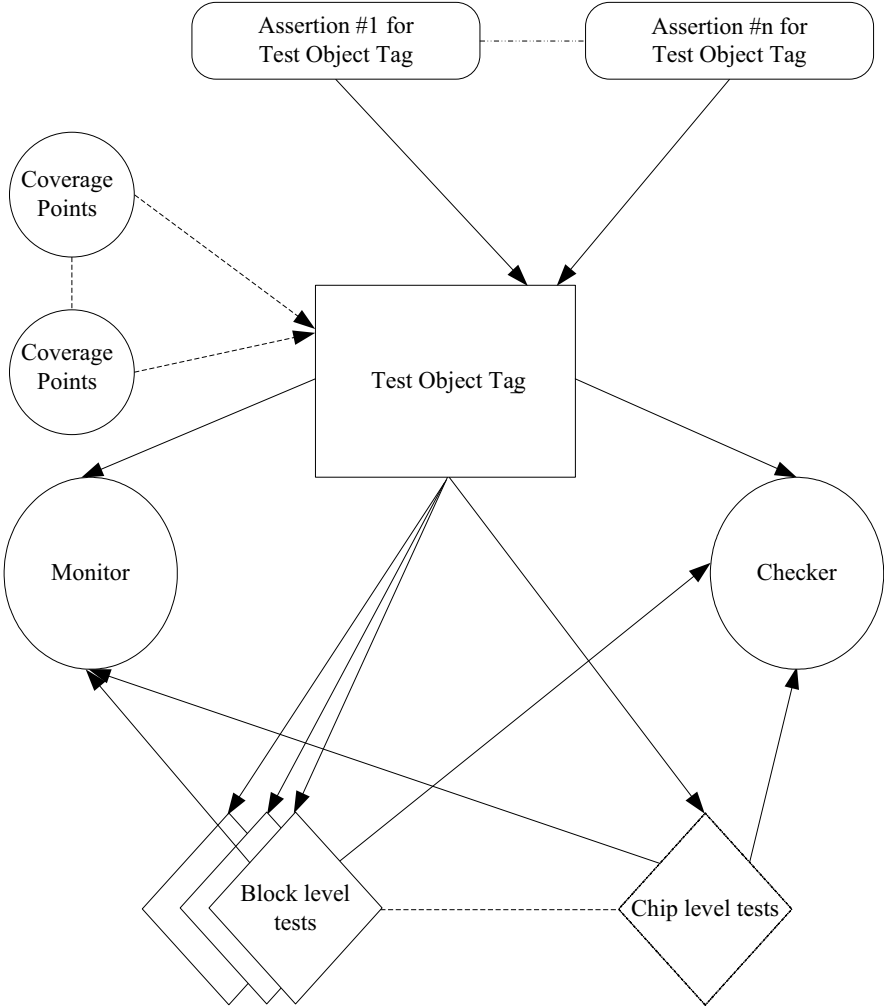 Assertion #1 for
Test Object Tag
Assertion #n for
Test Object Tag
Coverage
Points
Coverage
Points
Test Object Tag
Monitor
Checker
Block level
tests
Chip level tests